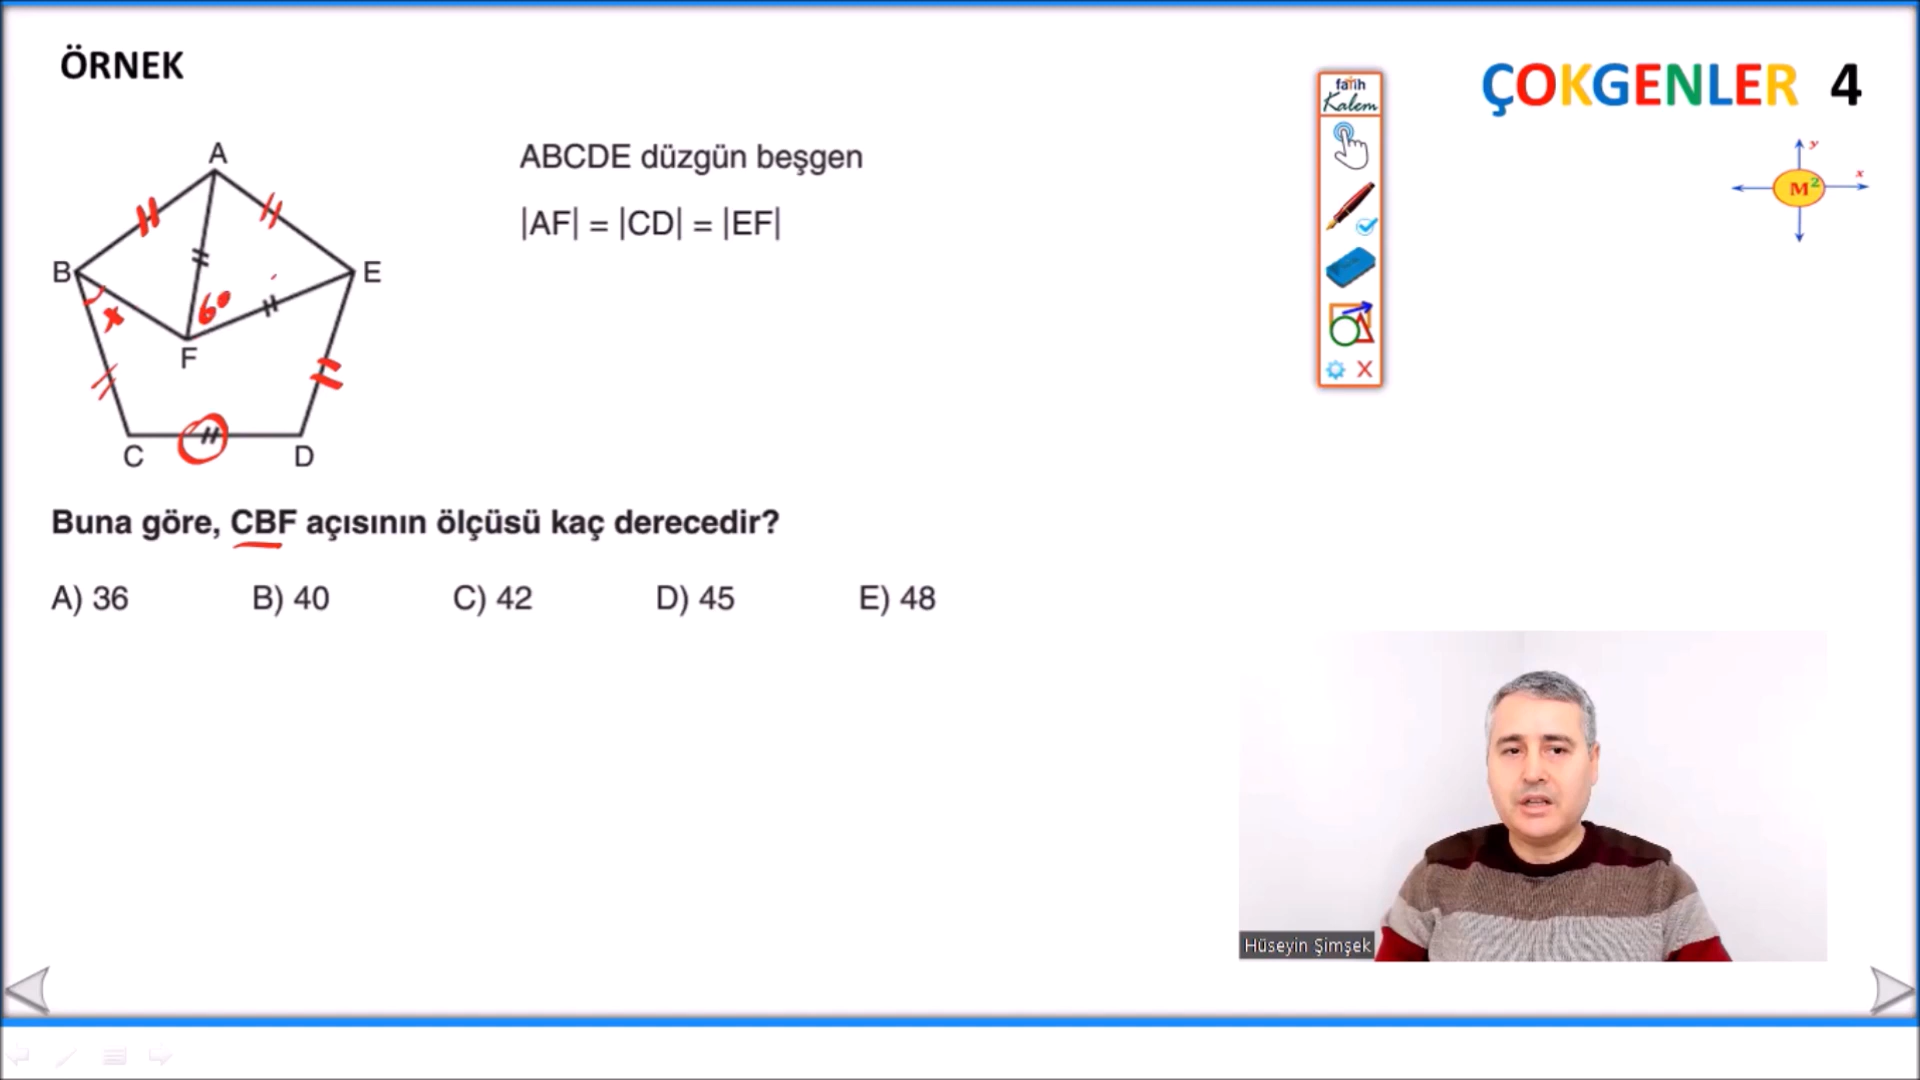 ÖRNEK
fatih
Kalem
ÇOKGENLER 4
y
x
M²
A
B
E
F
C
D
x
60
ABCDE düzgün beşgen
|AF| = |CD| = |EF|
Buna göre, CBF açısının ölçüsü kaç derecedir?
A) 36 B) 40 C) 42 D) 45 E) 48
Hüseyin Şimşek